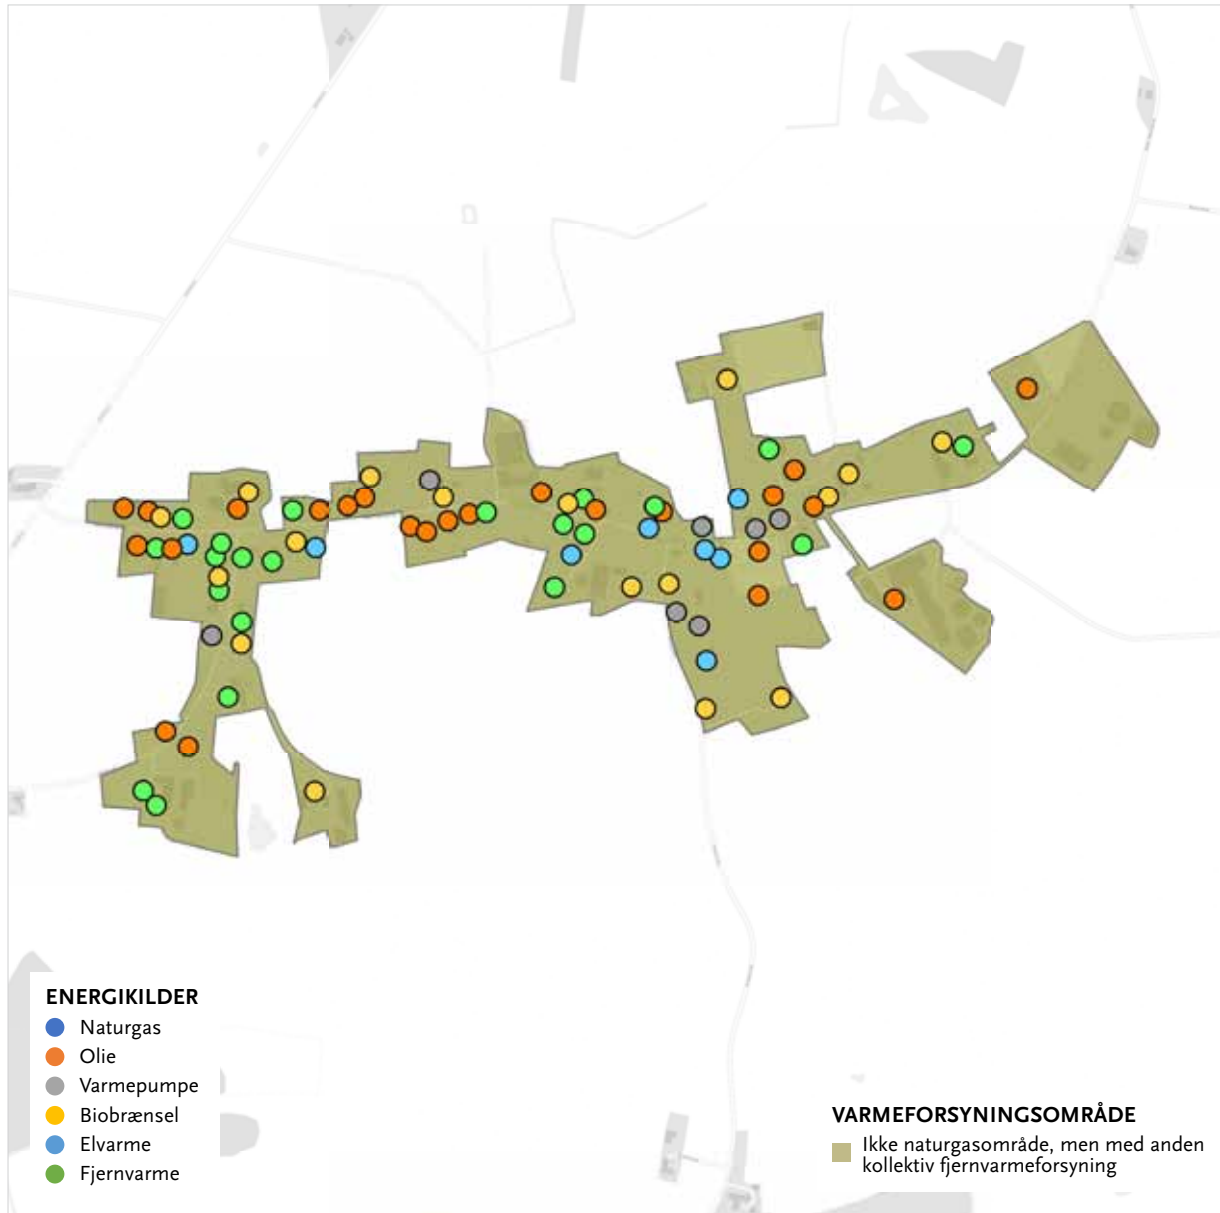 ENERGIKILDER
Naturgas
Olie
Varmepumpe
Biobrænsel
Elvarme
Fjernvarme
VARMEFORSYNINGSOMRÅDE
Ikke naturgasområde, men med anden
kollektiv fjernvarmeforsyning